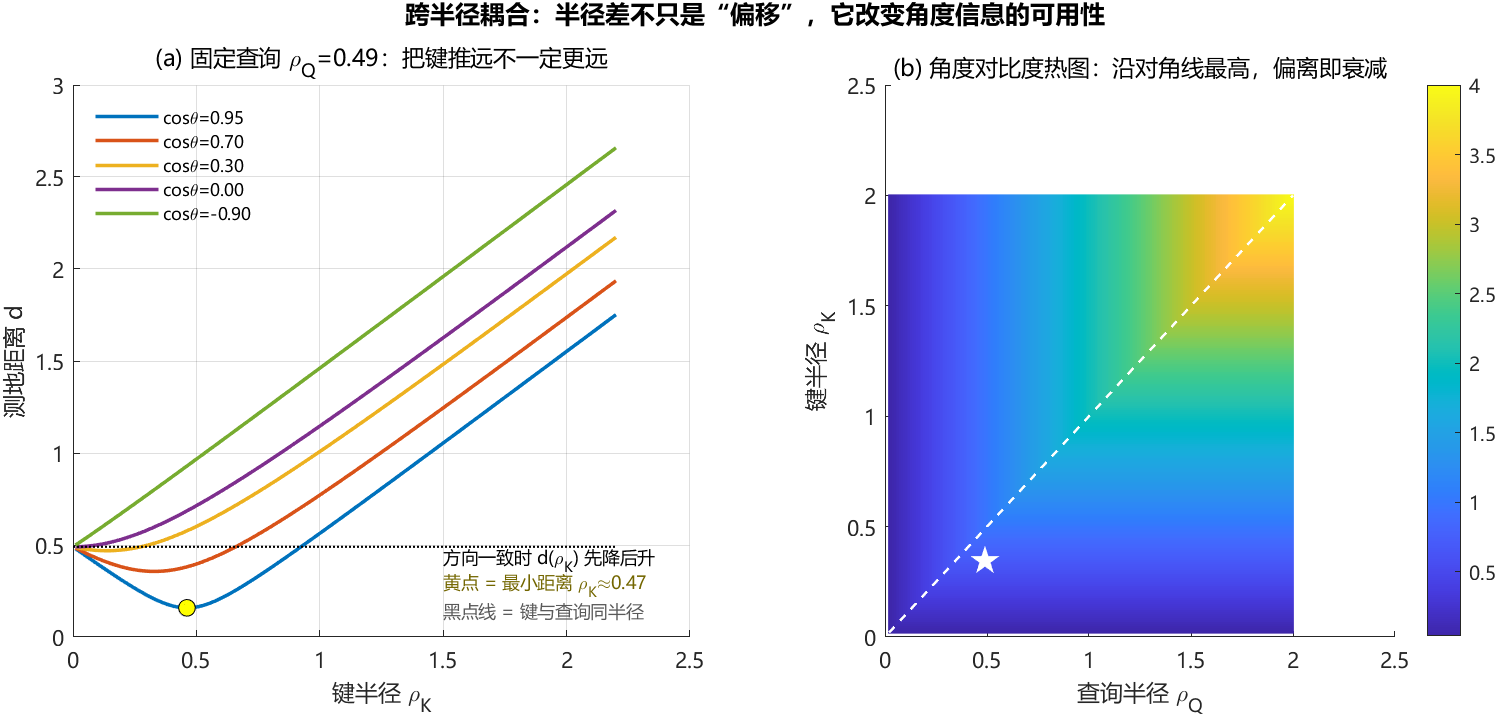 跨半径耦合：半径差不只是“偏移”，它改变角度信息的可用性
(a) 固定查询 ρ_Q=0.49：把键推远不一定更远
3
2.5
2
1.5
1
0.5
0
测地距离 d
cosθ=0.95
cosθ=0.70
cosθ=0.30
cosθ=0.00
cosθ=-0.90
方向一致时 d(ρ_K) 先降后升
黄点 = 最小距离 ρ_K≈0.47
黑点线 = 键与查询同半径
0 0.5 1 1.5 2 2.5
键半径 ρ_K
(b) 角度对比度热图：沿对角线最高，偏离即衰减
2.5
2
1.5
1
0.5
0
键半径 ρ_K
0 0.5 1 1.5 2 2.5
查询半径 ρ_Q
4
3.5
3
2.5
2
1.5
1
0.5